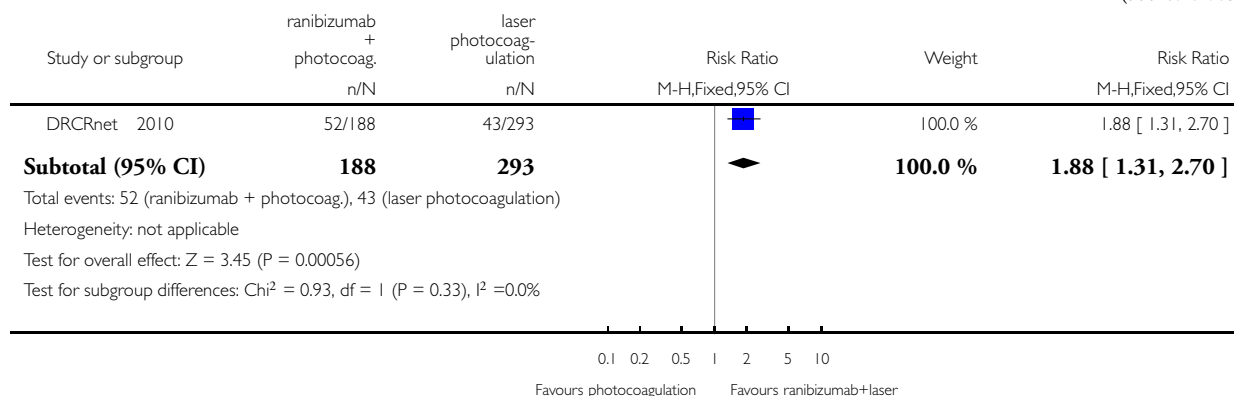 ranibizumab + photocoag. laser photocoag- ulation
Study or subgroup Risk Ratio Weight Risk Ratio
n/N n/N M-H,Fixed,95% CI M-H,Fixed,95% CI
DRCRnet 2010 52/188 43/293 100.0 % 1.88 [ 1.31, 2.70 ]
Subtotal (95% CI) 188 293 100.0 % 1.88 [ 1.31, 2.70 ]
Total events: 52 (ranibizumab + photocoag.), 43 (laser photocoagulation)
Heterogeneity: not applicable
Test for overall effect: Z = 3.45 (P = 0.00056)
Test for subgroup differences: Chi² = 0.93, df = 1 (P = 0.33), I² =0.0%
0.1 0.2 0.5 1 2 5 10
Favours photocoagulation Favours ranibizumab+laser